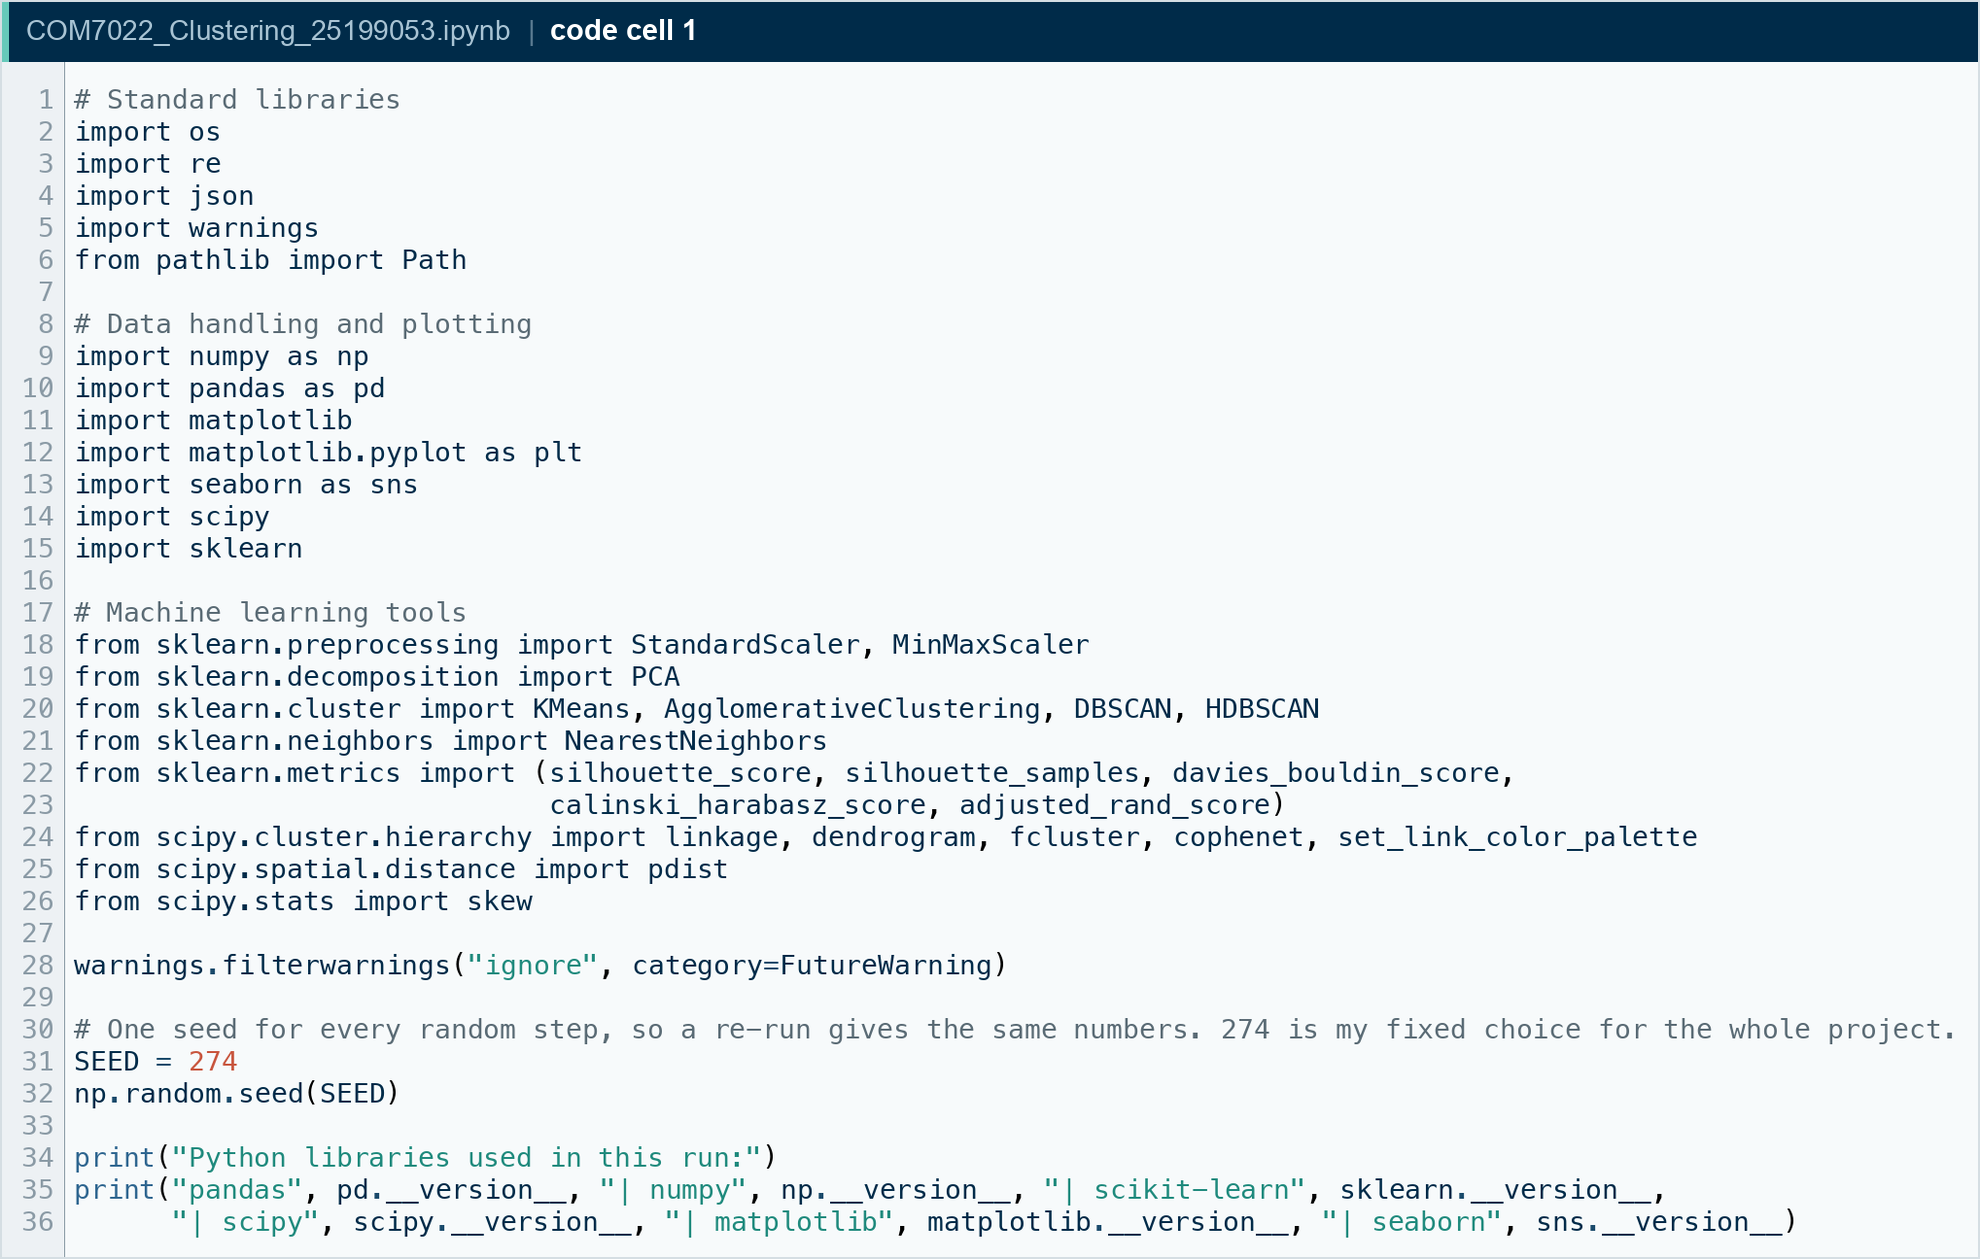 COM7022_Clustering_25199053.ipynb | code cell 1
1 # Standard libraries
2 import os
3 import re
4 import json
5 import warnings
6 from pathlib import Path
7
8 # Data handling and plotting
9 import numpy as np
10 import pandas as pd
11 import matplotlib
12 import matplotlib.pyplot as plt
13 import seaborn as sns
14 import scipy
15 import sklearn
16
17 # Machine learning tools
18 from sklearn.preprocessing import StandardScaler, MinMaxScaler
19 from sklearn.decomposition import PCA
20 from sklearn.cluster import KMeans, AgglomerativeClustering, DBSCAN, HDBSCAN
21 from sklearn.neighbors import NearestNeighbors
22 from sklearn.metrics import (silhouette_score, silhouette_samples, davies_bouldin_score,
23                              calinski_harabasz_score, adjusted_rand_score)
24 from scipy.cluster.hierarchy import linkage, dendrogram, fcluster, cophenet, set_link_color_palette
25 from scipy.spatial.distance import pdist
26 from scipy.stats import skew
27
28 warnings.filterwarnings("ignore", category=FutureWarning)
29
30 # One seed for every random step, so a re-run gives the same numbers. 274 is my fixed choice for the whole project.
31 SEED = 274
32 np.random.seed(SEED)
33
34 print("Python libraries used in this run:")
35 print("pandas", pd.__version__, "| numpy", np.__version__, "| scikit-learn", sklearn.__version__,
36       "| scipy", scipy.__version__, "| matplotlib", matplotlib.__version__, "| seaborn", sns.__version__)